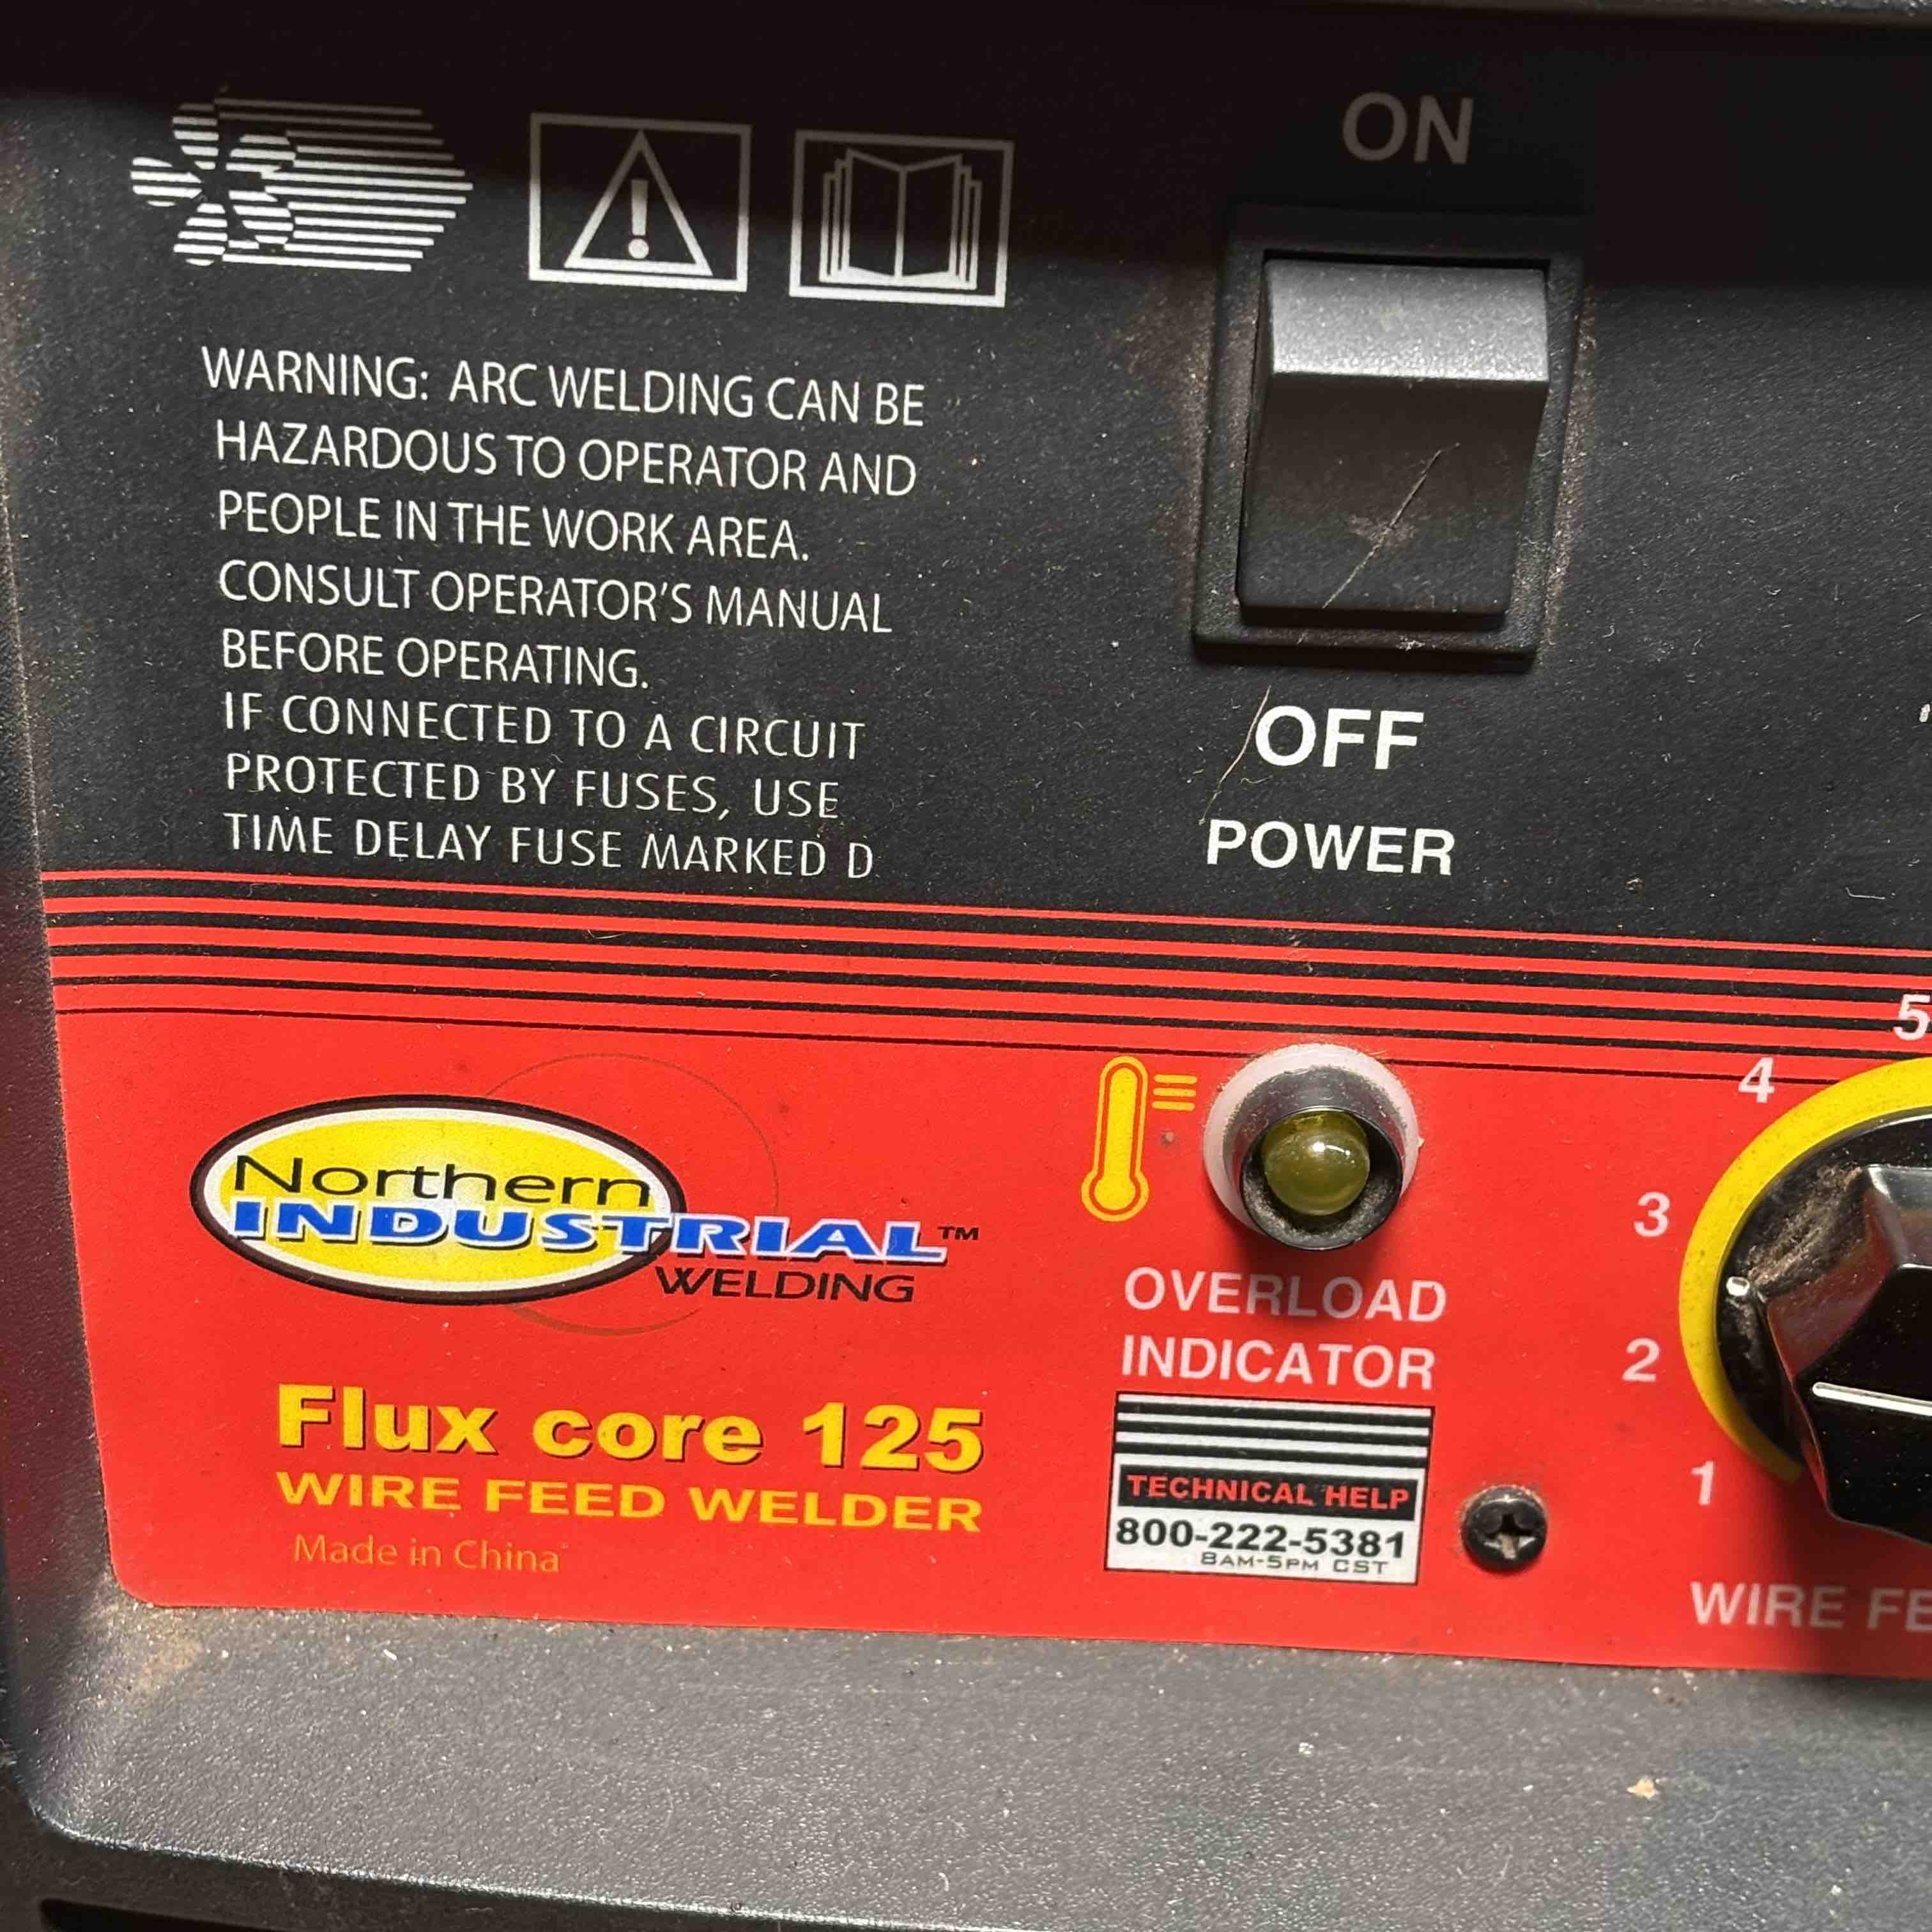 ON
WARNING: ARC WELDING CAN BE
HAZARDOUS TO OPERATOR AND
PEOPLE IN THE WORK AREA.
CONSULT OPERATOR'S MANUAL
BEFORE OPERATING.
IF CONNECTED TO A CIRCUIT
PROTECTED BY FUSES, USE
TIME DELAY FUSE MARKED D
OFF
POWER
Northern
INDUSTRIAL™
WELDING
Flux core 125
WIRE FEED WELDER
Made in China
OVERLOAD
INDICATOR
TECHNICAL HELP
800-222-5381
8AM-5PM CST
5
4
3
2
1
WIRE